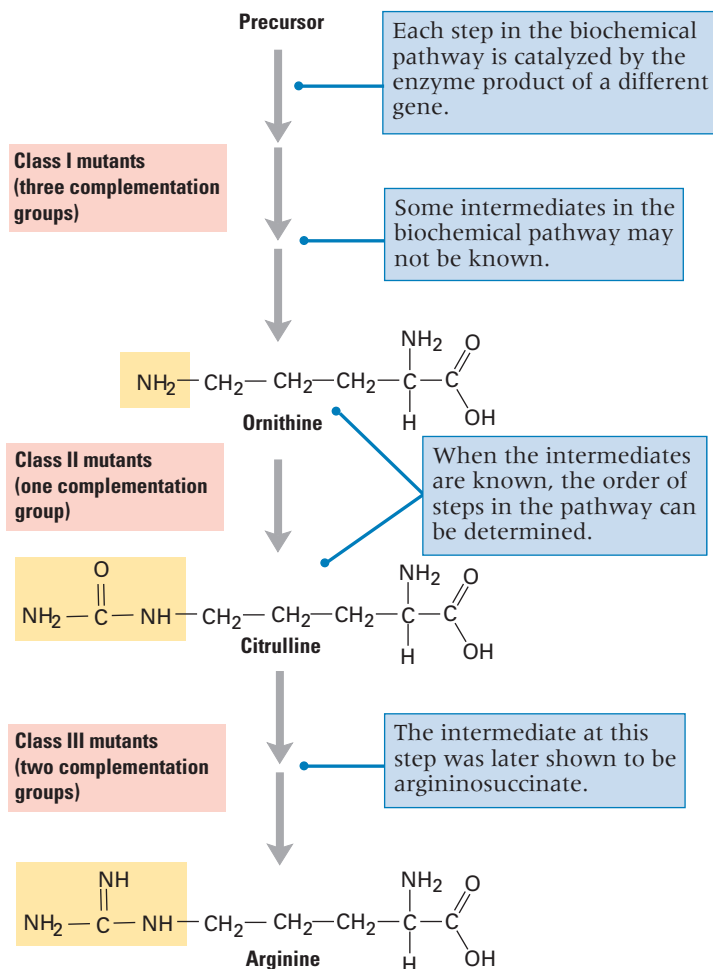 Precursor
Each step in the biochemical
pathway is catalyzed by the
enzyme product of a different
gene.
Class I mutants
(three complementation
groups)
Some intermediates in the
biochemical pathway may
not be known.
NH₂
O
NH₂—CH₂—CH₂—CH₂—C—C
H
OH
Ornithine
Class II mutants
(one complementation
group)
When the intermediates
are known, the order of
steps in the pathway can
be determined.
O
NH₂
O
NH₂—C—NH—CH₂—CH₂—CH₂—C—C
H
OH
Citrulline
Class III mutants
(two complementation
groups)
The intermediate at this
step was later shown to be
argininosuccinate.
NH
NH₂
O
NH₂—C—NH—CH₂—CH₂—CH₂—C—C
H
OH
Arginine